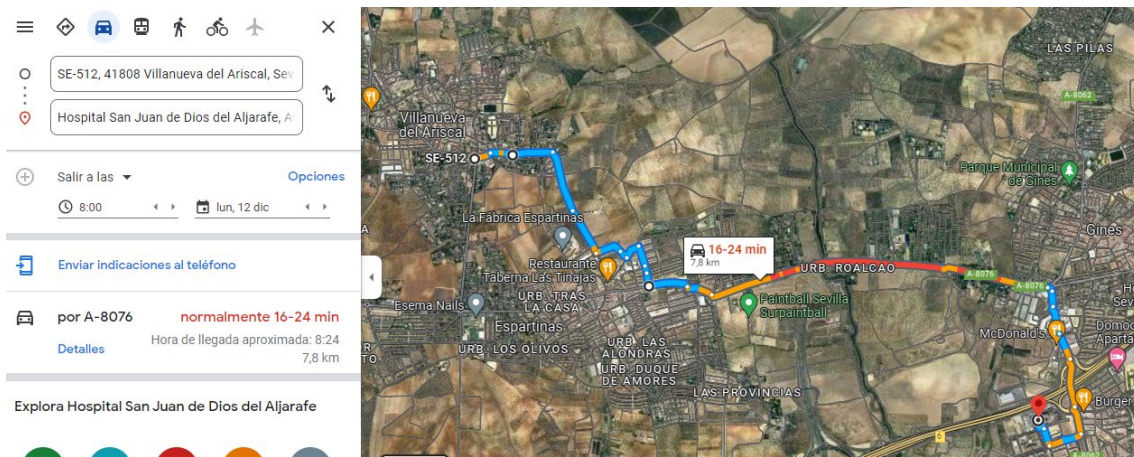 SE-512, 41808 Villanueva del Ariscal, Sev
Hospital San Juan de Dios del Aljarafe, A
Salir a las
Opciones
8:00
lun, 12 dic
Enviar indicaciones al teléfono
por A-8076
normalmente 16-24 min
Detalles
Hora de llegada aproximada: 8:24
7,8 km
Explora Hospital San Juan de Dios del Aljarafe
LAS PILAS
A-8062
Villanueva
del Ariscal
SE-512
Parque Municipal
de Gines
La Fábrica Espartinas
Gines
16-24 min
7,8 km
Restaurante
Taberna Las Tinajas
URB. ROALCAO
A-8076
A-8076
URB. TRAS
LA CASA
Paintball Sevilla
Surpaintball
Esema Nails
Espartinas
McDonald's
URB. LOS OLIVOS
URB. LAS
ALONDRAS
URB. DUQUE
DE AMORES
LAS PROVINCIAS
Burger
A-8062